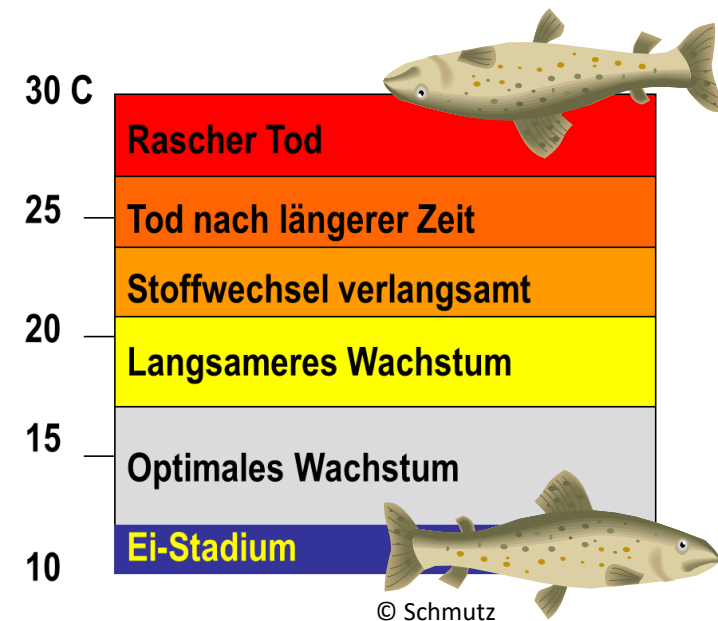 30 C
Rascher Tod
25
Tod nach längerer Zeit
Stoffwechsel verlangsamt
20
Langsameres Wachstum
15
Optimales Wachstum
Ei-Stadium
10
© Schmutz